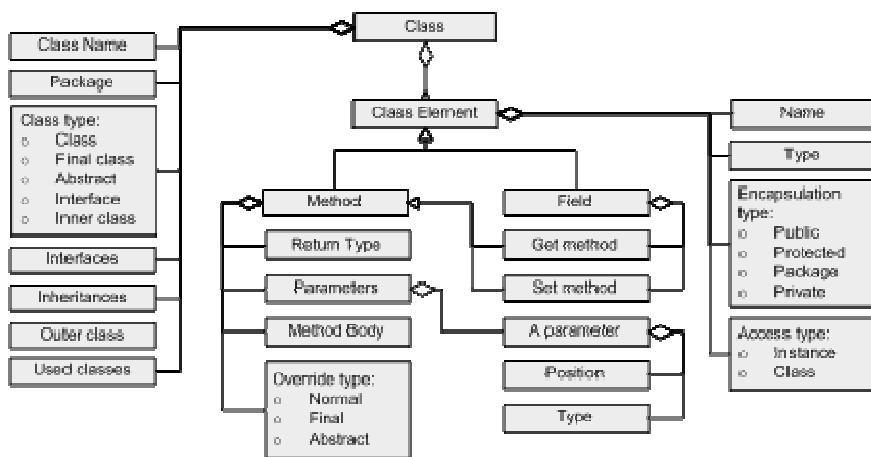 Class
Class Name
Package
Class type:
o Class
o Final class
o Abstract
o Interface
o Inner class
Interfaces
Inheritances
Outer class
Used classes
Class Element
Method
Return Type
Parameters
Method Body
Override type:
o Normal
o Final
o Abstract
Field
Get method
Set method
A parameter
Position
Type
Name
Type
Encapsulation
type:
o Public
o Protected
o Package
o Private
Access type:
o Instance
o Class